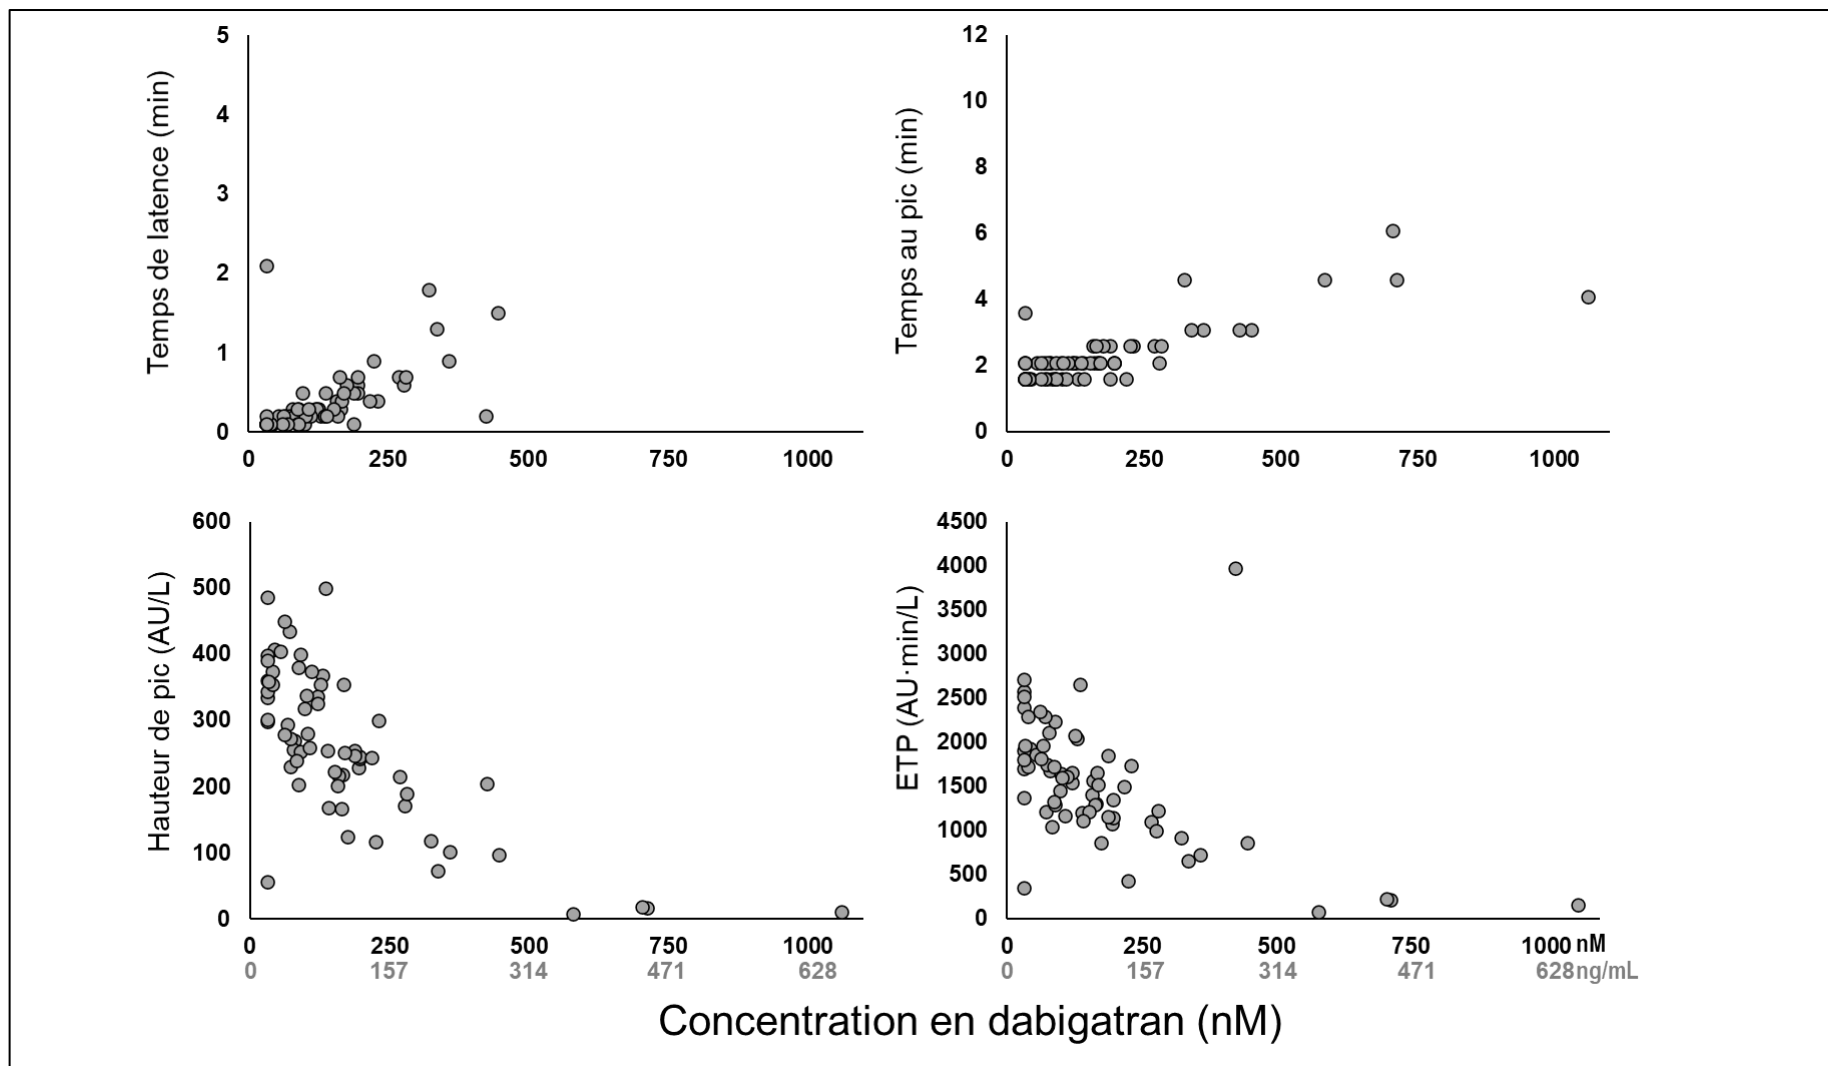 Temps de latence (min)
5
4
3
2
1
0
0 250 500 750 1000
Temps au pic (min)
12
10
8
6
4
2
0
0 250 500 750 1000
Hauteur de pic (AU/L)
600
500
400
300
200
100
0
0 250 500 750 1000
0 157 314 471 628
ETP (AU·min/L)
4500
4000
3500
3000
2500
2000
1500
1000
500
0
0 250 500 750 1000 nM
0 157 314 471 628 ng/mL
Concentration en dabigatran (nM)